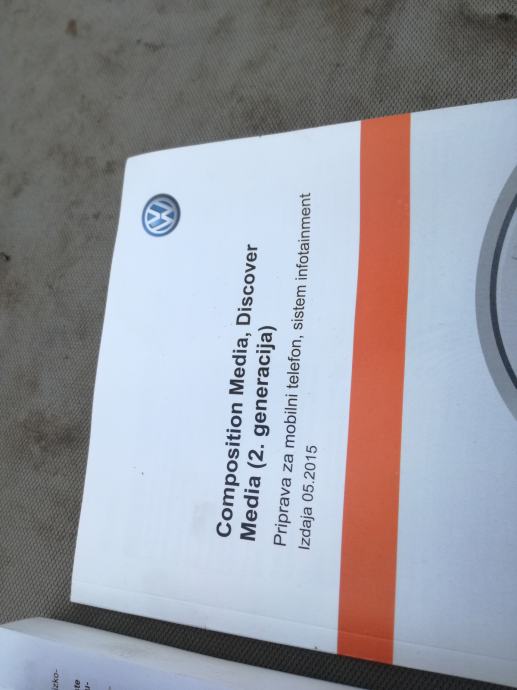 Composition Media, Discover
Media (2. generacija)
Priprava za mobilni telefon, sistem infotainment
Izdaja 05.2015